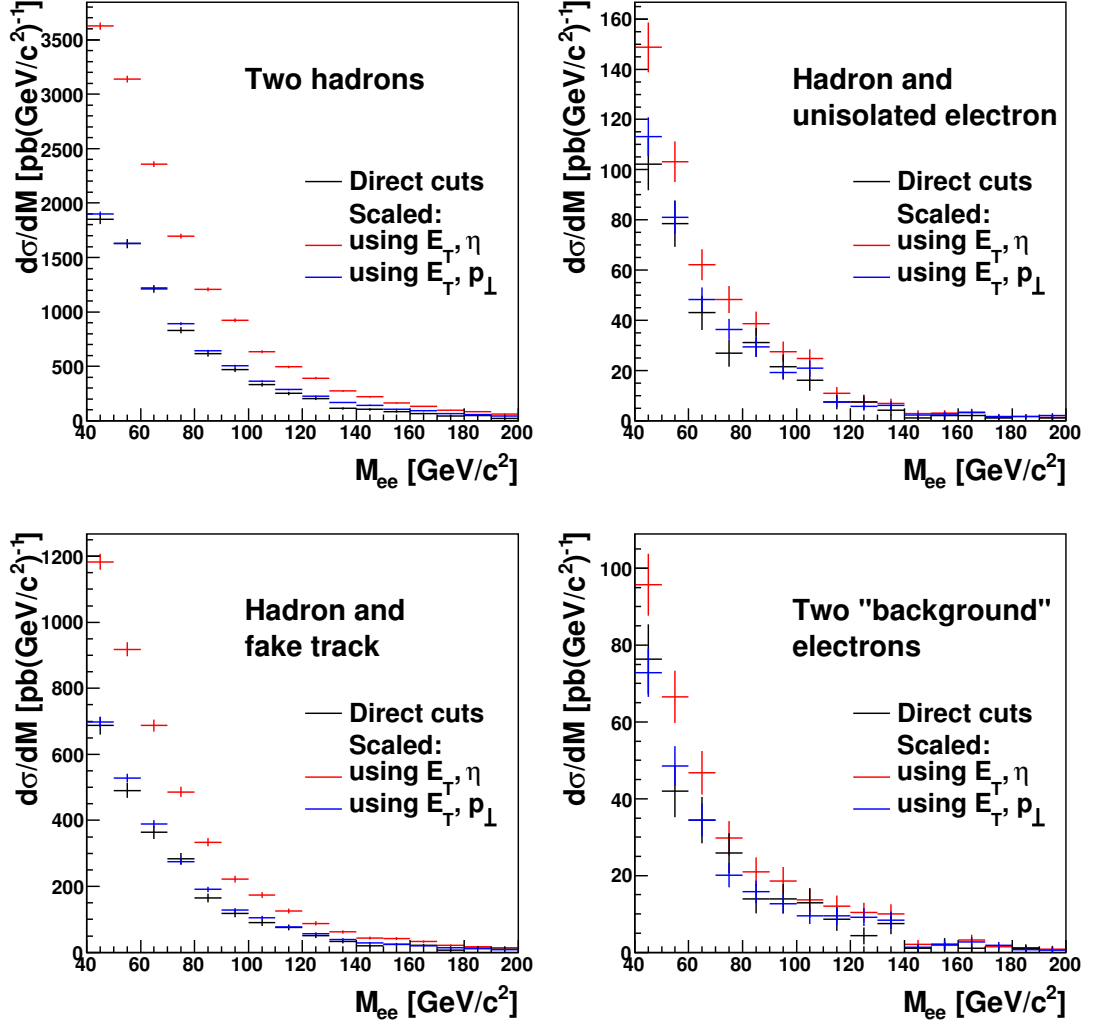 dσ/dM [pb(GeV/c²)⁻¹]
3500
3000
2500
2000
1500
1000
500
0
Two hadrons
Direct cuts
Scaled:
using E_T, η
using E_T, p_⊥
40 60 80 100 120 140 160 180 200
M_ee [GeV/c²]
dσ/dM [pb(GeV/c²)⁻¹]
160
140
120
100
80
60
40
20
0
Hadron and
unisolated electron
Direct cuts
Scaled:
using E_T, η
using E_T, p_⊥
40 60 80 100 120 140 160 180 200
M_ee [GeV/c²]
dσ/dM [pb(GeV/c²)⁻¹]
1200
1000
800
600
400
200
0
Hadron and
fake track
Direct cuts
Scaled:
using E_T, η
using E_T, p_⊥
40 60 80 100 120 140 160 180 200
M_ee [GeV/c²]
dσ/dM [pb(GeV/c²)⁻¹]
100
80
60
40
20
0
Two "background"
electrons
Direct cuts
Scaled:
using E_T, η
using E_T, p_⊥
40 60 80 100 120 140 160 180 200
M_ee [GeV/c²]